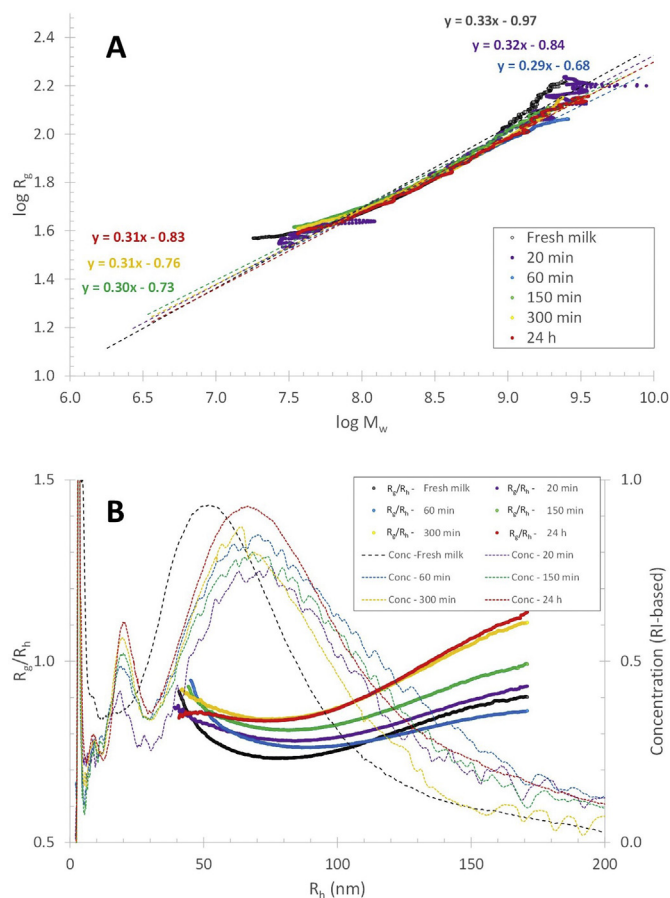 A
y = 0.33x - 0.97
y = 0.32x - 0.84
y = 0.29x - 0.68
y = 0.31x - 0.83
y = 0.31x - 0.76
y = 0.30x - 0.73
2.4
2.2
2.0
1.8
1.6
1.4
1.2
1.0
log Rg
6.0 6.5 7.0 7.5 8.0 8.5 9.0 9.5 10.0
log Mw
Fresh milk
20 min
60 min
150 min
300 min
24 h
B
1.5
1.0
0.5
Rg/Rh
1.0
0.5
0.0
Concentration (RI-based)
Rg/Rh - Fresh milk Rg/Rh - 20 min
Rg/Rh - 60 min Rg/Rh - 150 min
Rg/Rh - 300 min Rg/Rh - 24 h
Conc -Fresh milk Conc - 20 min
Conc - 60 min Conc - 150 min
Conc - 300 min Conc - 24 h
0 50 100 150 200
Rh (nm)